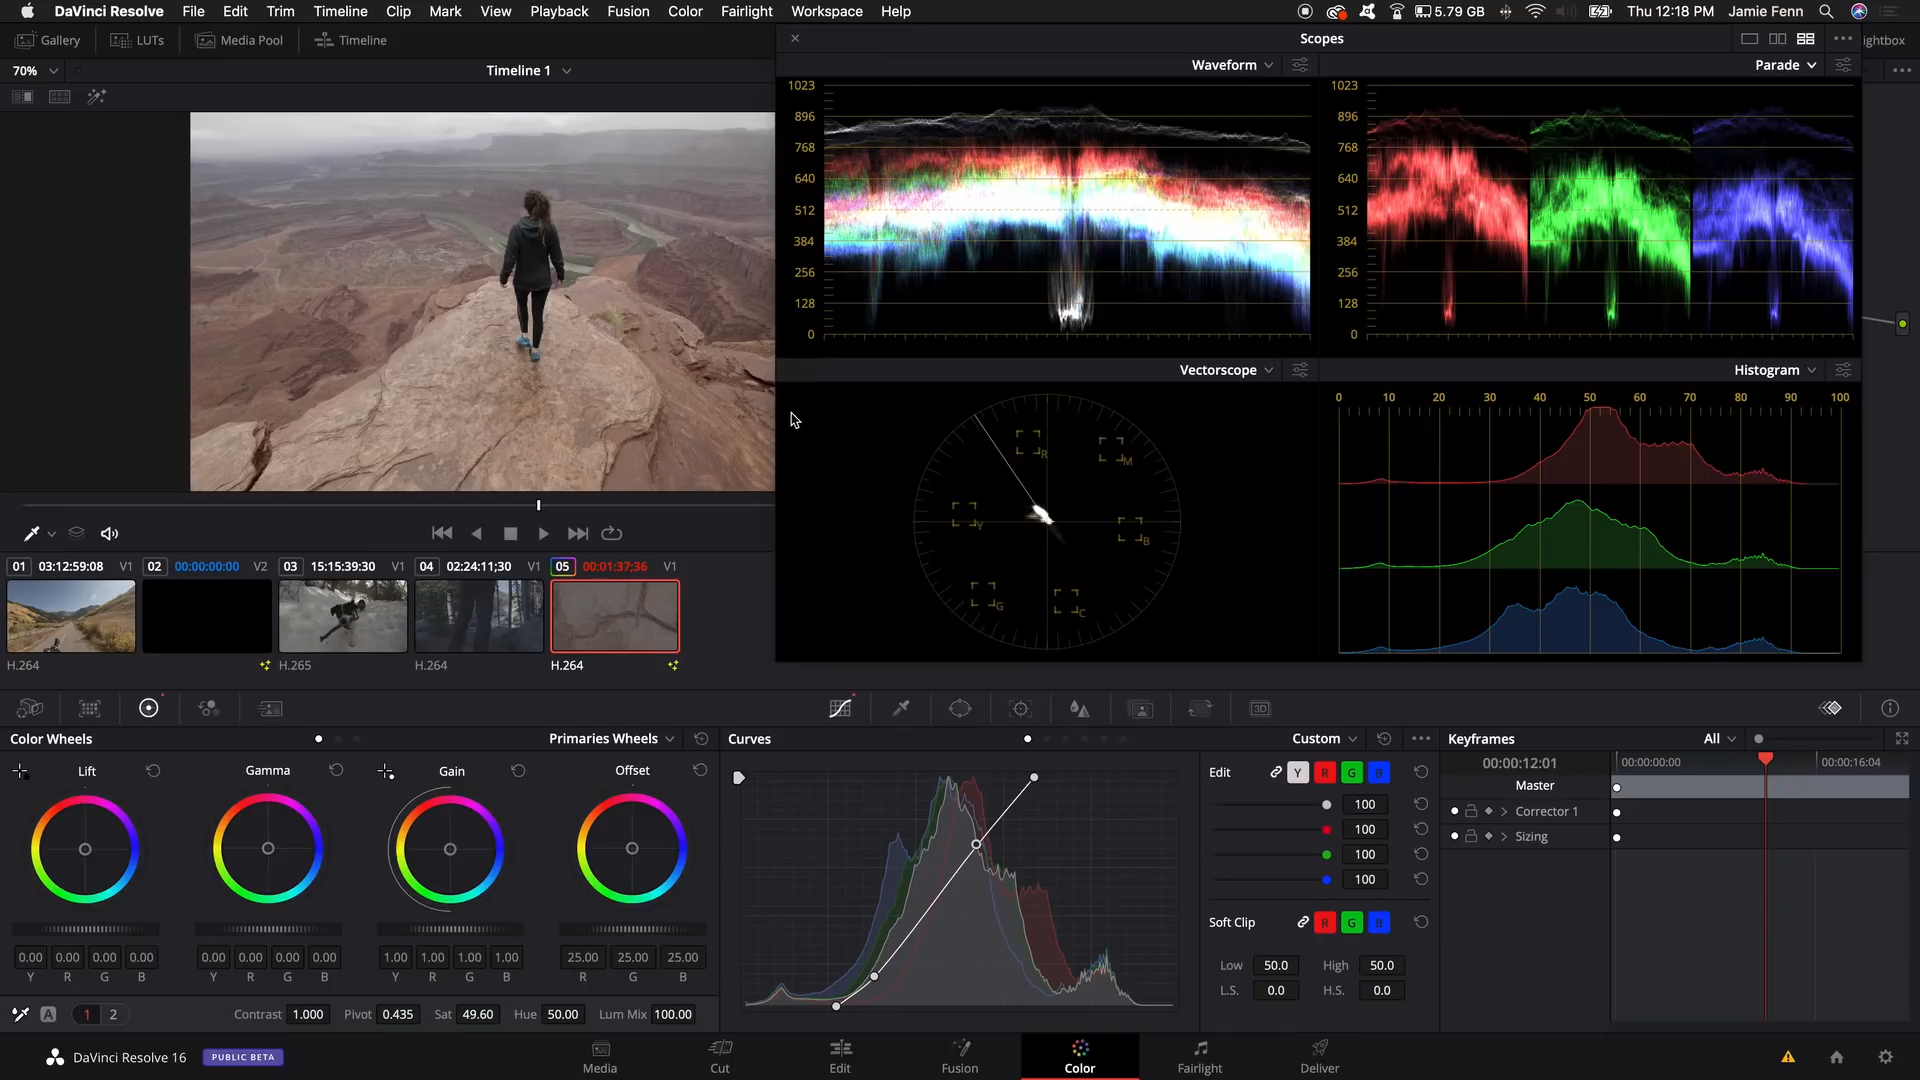 DaVinci Resolve File Edit Trim Timeline Clip Mark View Playback Fusion Color Fairlight Workspace Help 5.79 GB Thu 12:18 PM Jamie Fenn
Gallery LUTs Media Pool Timeline Scopes ightbox
70% Timeline 1 Waveform Parade
1023 1023
896 896
768 768
640 640
512 512
384 384
256 256
128 128
0 0
Vectorscope Histogram
0 10 20 30 40 50 60 70 80 90 100
R M
Y B
G C
01 03:12:59:08 V1 02 00:00:00:00 V2 03 15:15:39:30 V1 04 02:24:11;30 V1 05 00:01:37;36 V1
H.264 H.265 H.264 H.264
3D
Color Wheels Primaries Wheels Curves Custom Keyframes All
Lift Gamma Gain Offset Edit Y R G B 00:00:12:01 00:00:00:00 00:00:16:04
Master
100 Corrector 1
100 Sizing
100
100
Soft Clip R G B
0.00 0.00 0.00 0.00 0.00 0.00 0.00 0.00 1.00 1.00 1.00 1.00 25.00 25.00 25.00 Low 50.0 High 50.0
Y R G B Y R G B Y R G B R G B L.S. 0.0 H.S. 0.0
A 1 2 Contrast 1.000 Pivot 0.435 Sat 49.60 Hue 50.00 Lum Mix 100.00
DaVinci Resolve 16 PUBLIC BETA Media Cut Edit Fusion Color Fairlight Deliver